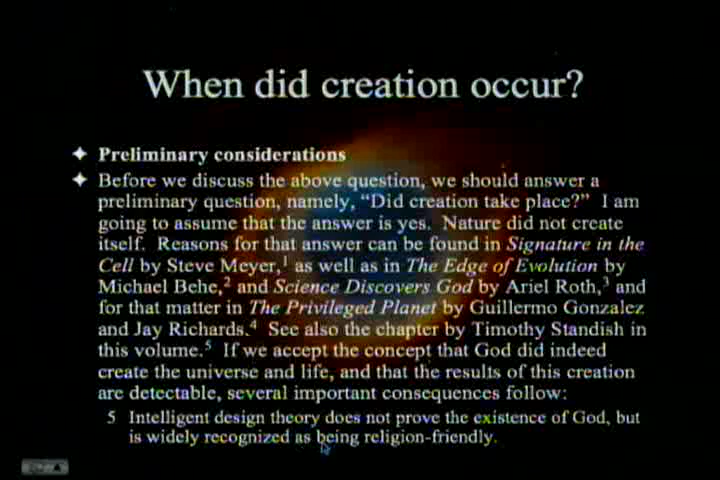 When did creation occur?
✦ Preliminary considerations
✦ Before we discuss the above question, we should answer a
preliminary question, namely, “Did creation take place?” I am
going to assume that the answer is yes. Nature did not create
itself. Reasons for that answer can be found in Signature in the
Cell by Steve Meyer,¹ as well as in The Edge of Evolution by
Michael Behe,² and Science Discovers God by Ariel Roth,³ and
for that matter in The Privileged Planet by Guillermo Gonzalez
and Jay Richards.⁴ See also the chapter by Timothy Standish in
this volume.⁵ If we accept the concept that God did indeed
create the universe and life, and that the results of this creation
are detectable, several important consequences follow:
5 Intelligent design theory does not prove the existence of God, but
is widely recognized as being religion-friendly.